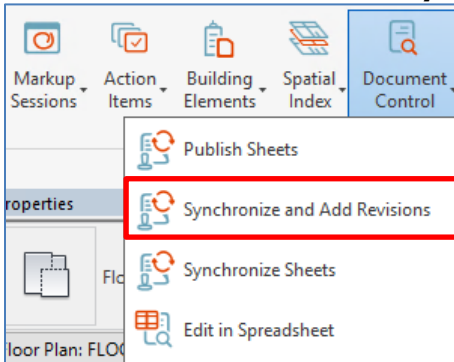 Markup Action Building Spatial Document
Sessions Items Elements Index Control
Publish Sheets
roperties
Synchronize and Add Revisions
Flo
Synchronize Sheets
Edit in Spreadsheet
loor Plan: FLOO